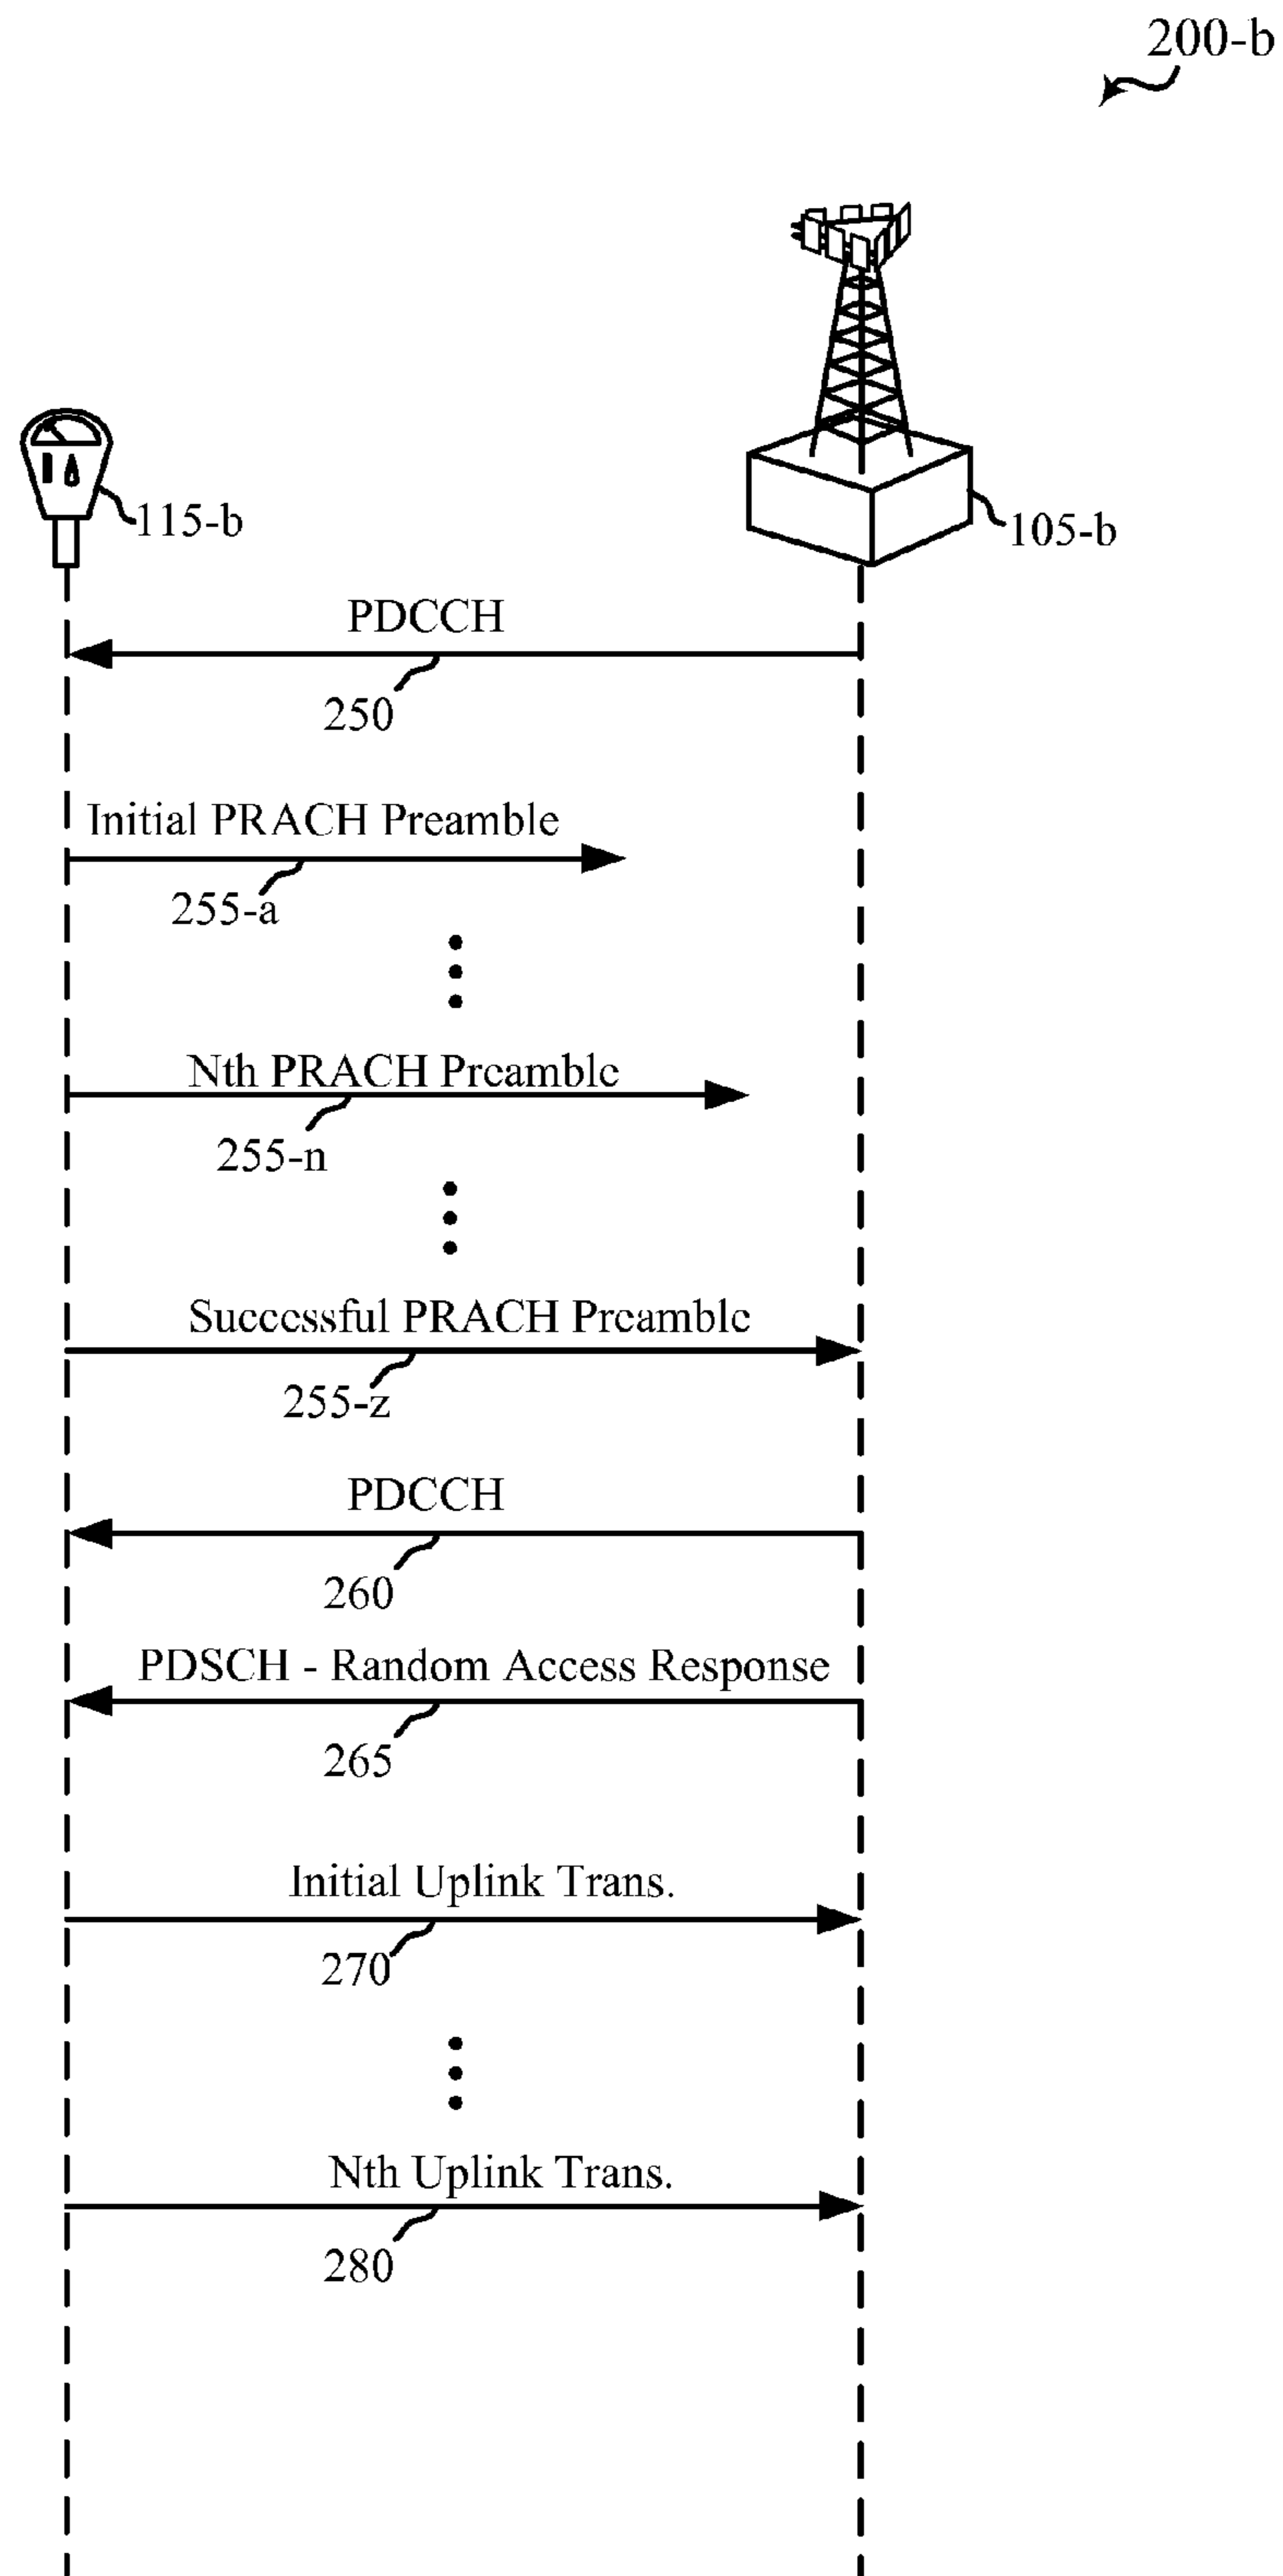 200-b
115-b
105-b
PDCCH
250
Initial PRACH Preamble
255-a
Nth PRACH Preamble
255-n
Successful PRACH Preamble
255-z
PDCCH
260
PDSCH - Random Access Response
265
Initial Uplink Trans.
270
Nth Uplink Trans.
280